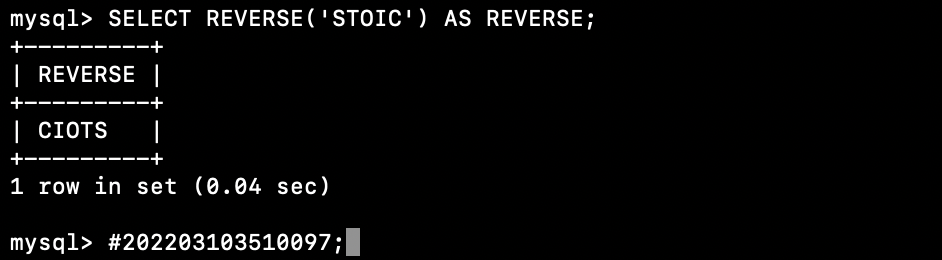 mysql> SELECT REVERSE('STOIC') AS REVERSE;
+---------+
| REVERSE |
+---------+
| CIOTS   |
+---------+
1 row in set (0.04 sec)
mysql> #202203103510097;